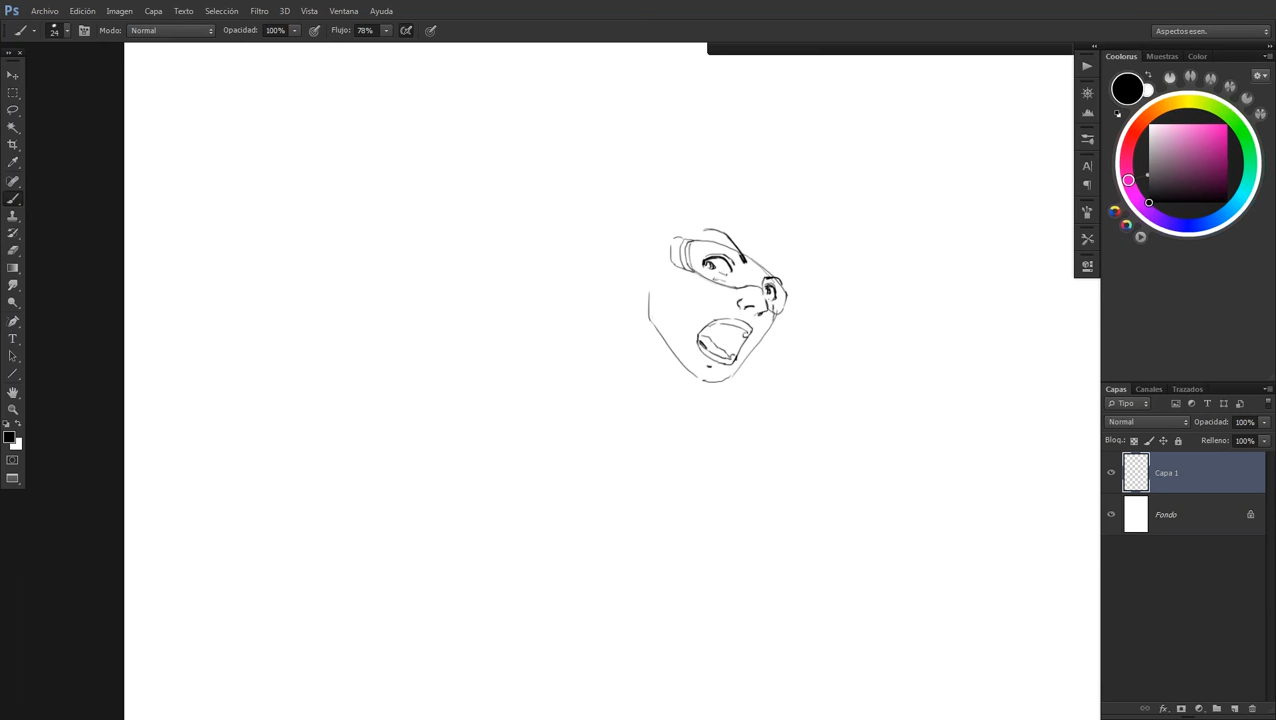 Ps Archivo Edición Imagen Capa Texto Selección Filtro 3D Vista Ventana Ayuda
24 Modo: Normal Opacidad: 100% Flujo: 78% Aspectos esen.
Coolorus Muestras Color
Capas Canales Trazados
Tipo
Normal Opacidad: 100%
Bloq.: Relleno: 100%
Capa 1
Fondo